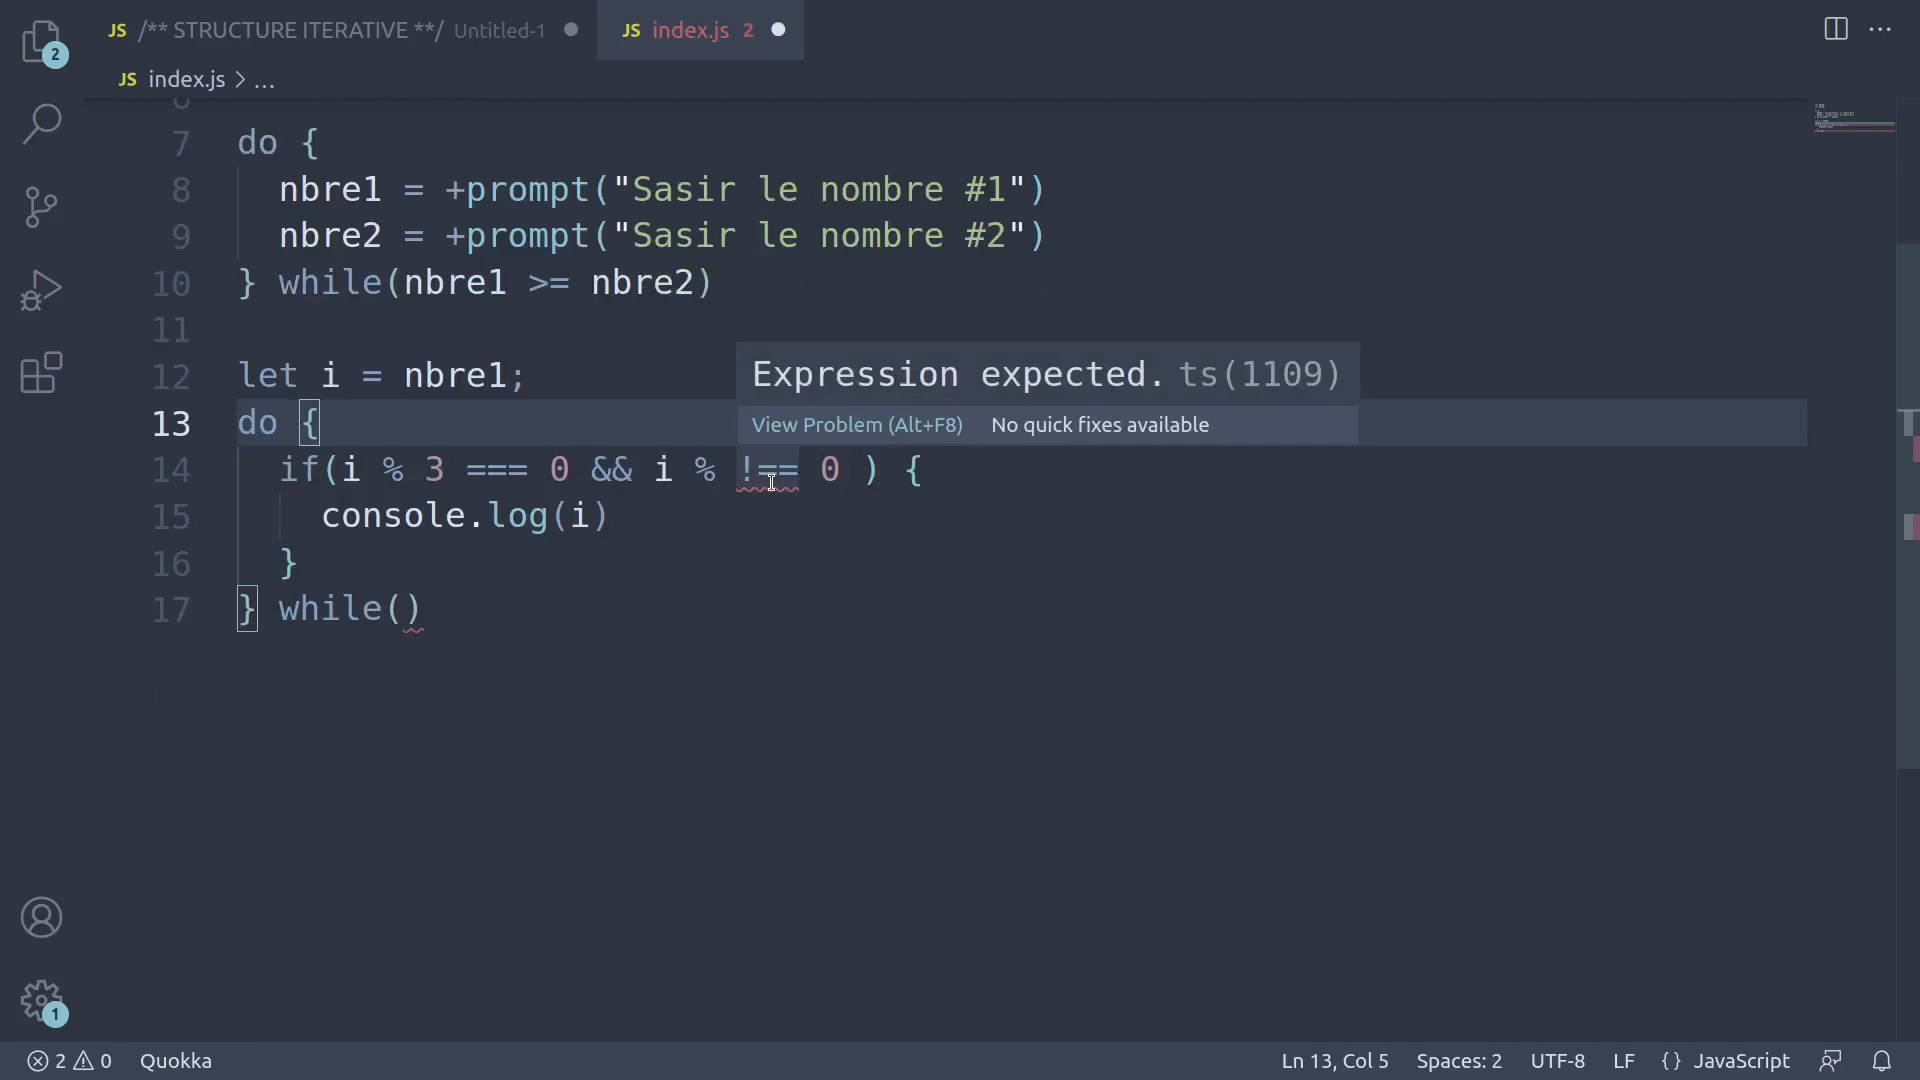 2
JS /** STRUCTURE ITERATIVE **/ Untitled-1
JS index.js 2
JS index.js > ...
6
7 do {
8 nbre1 = +prompt("Sasir le nombre #1")
9 nbre2 = +prompt("Sasir le nombre #2")
10 } while(nbre1 >= nbre2)
11
12 let i = nbre1;
Expression expected. ts(1109)
13 do {
View Problem (Alt+F8) No quick fixes available
14 if(i % 3 === 0 && i % !== 0 ) {
15 console.log(i)
16 }
17 } while()
1
2 0 Quokka Ln 13, Col 5 Spaces: 2 UTF-8 LF {} JavaScript